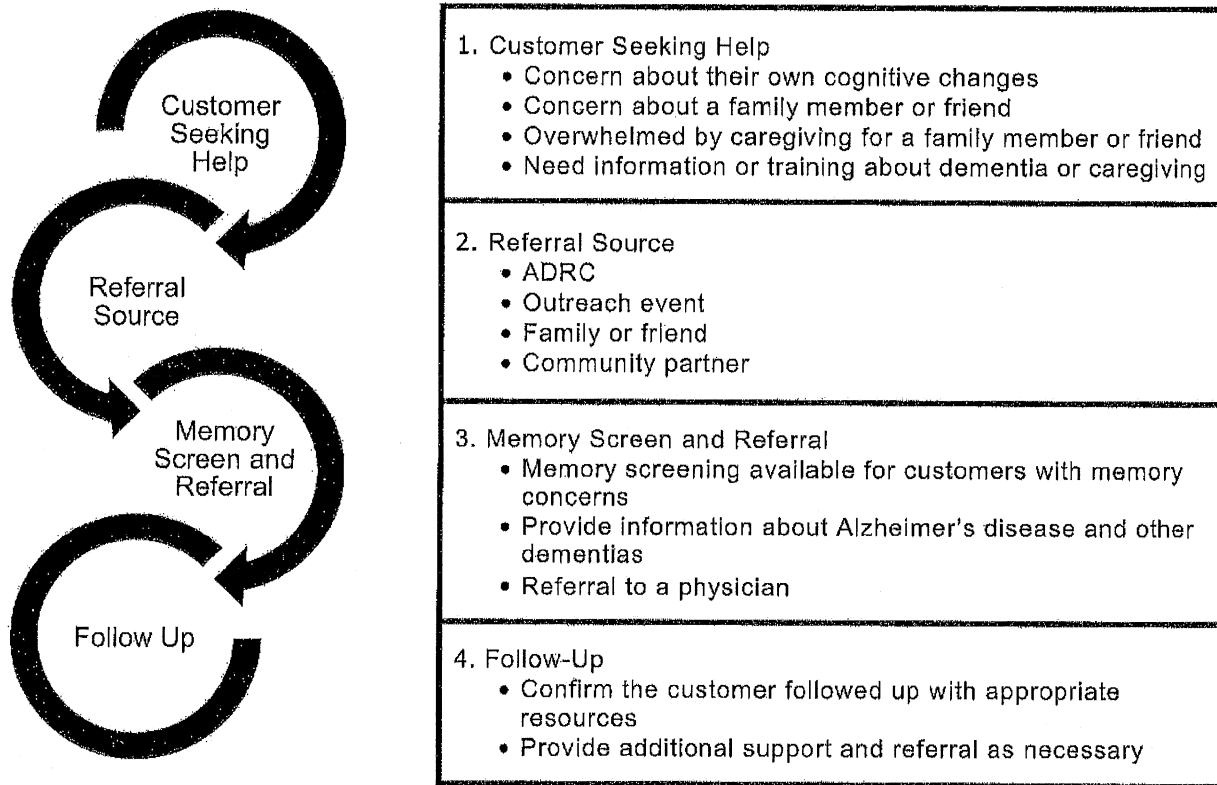 Customer
Seeking
Help
Referral
Source
Memory
Screen and
Referral
Follow Up
1. Customer Seeking Help
• Concern about their own cognitive changes
• Concern about a family member or friend
• Overwhelmed by caregiving for a family member or friend
• Need information or training about dementia or caregiving
2. Referral Source
• ADRC
• Outreach event
• Family or friend
• Community partner
3. Memory Screen and Referral
• Memory screening available for customers with memory
concerns
• Provide information about Alzheimer's disease and other
dementias
• Referral to a physician
4. Follow-Up
• Confirm the customer followed up with appropriate
resources
• Provide additional support and referral as necessary